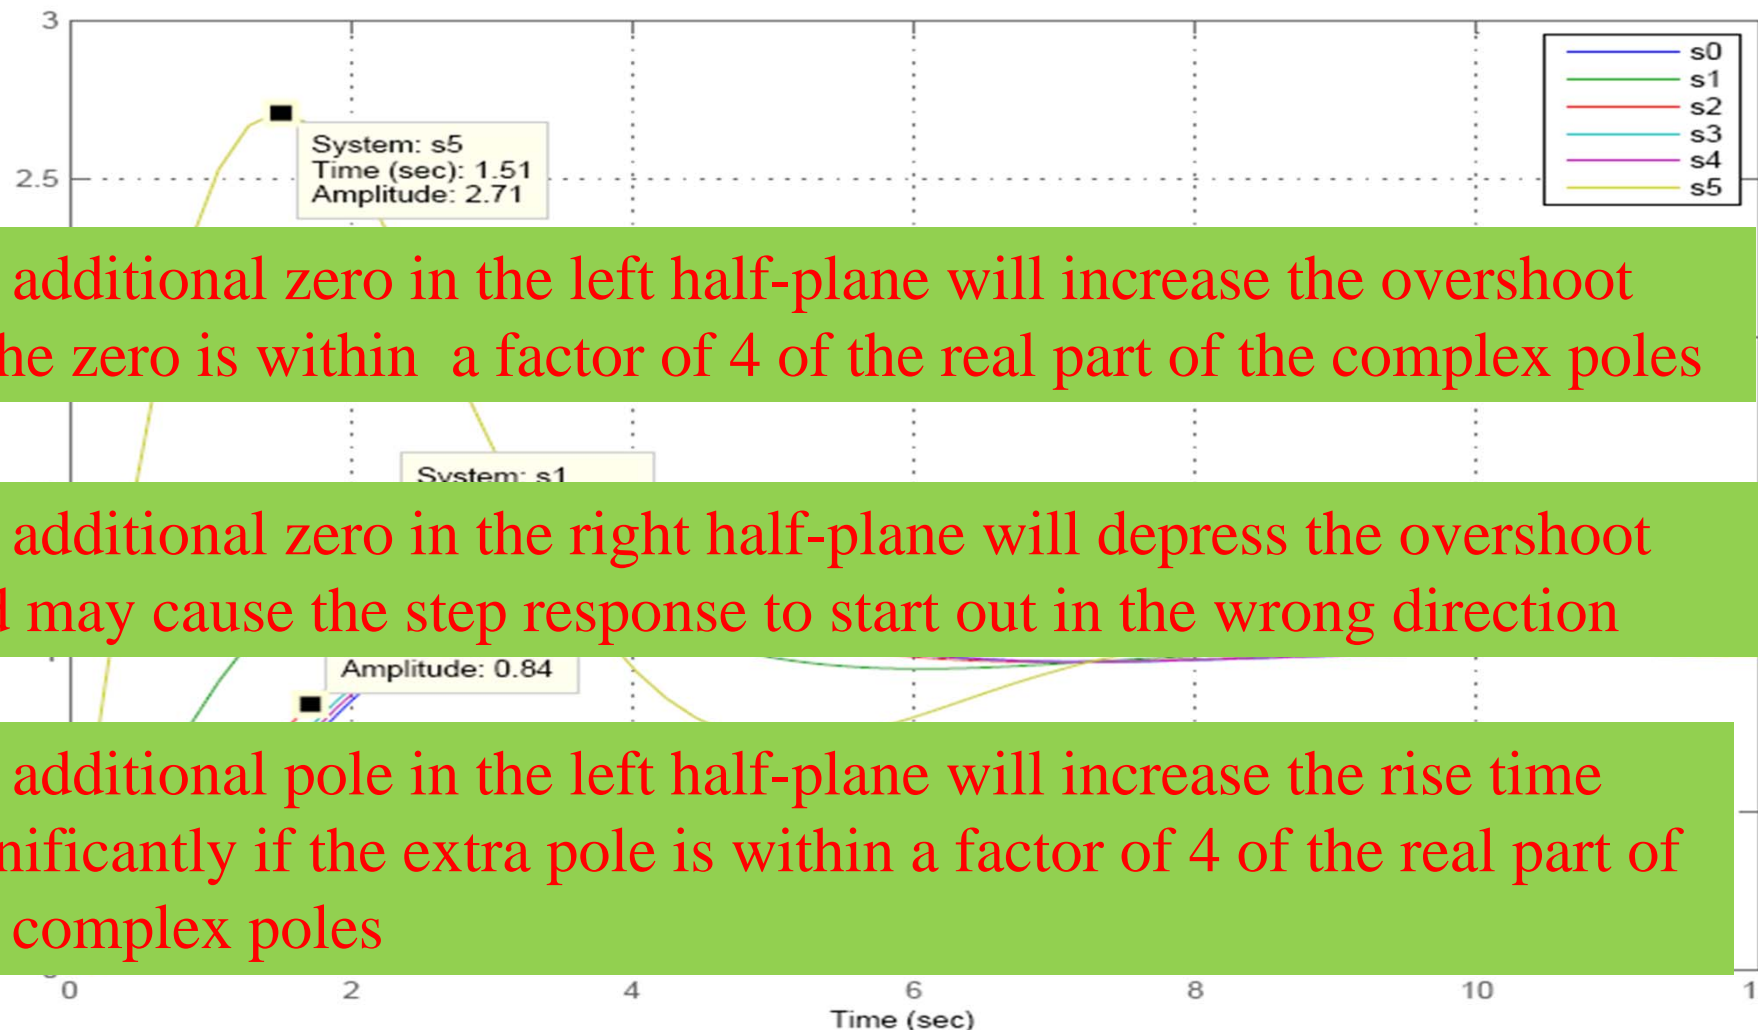 3
s0
s1
s2
s3
s4
s5
System: s5
Time (sec): 1.51
Amplitude: 2.71
2.5
additional zero in the left half-plane will increase the overshoot
he zero is within a factor of 4 of the real part of the complex poles
System: s1
additional zero in the right half-plane will depress the overshoot
may cause the step response to start out in the wrong direction
Amplitude: 0.84
additional pole in the left half-plane will increase the rise time
nificantly if the extra pole is within a factor of 4 of the real part of
complex poles
0 2 4 6 8 10 1
Time (sec)